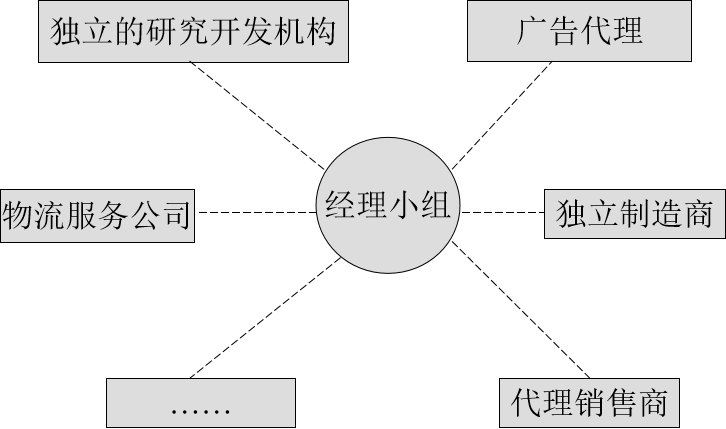 独立的研究开发机构
广告代理
经理小组
物流服务公司
独立制造商
……
代理销售商